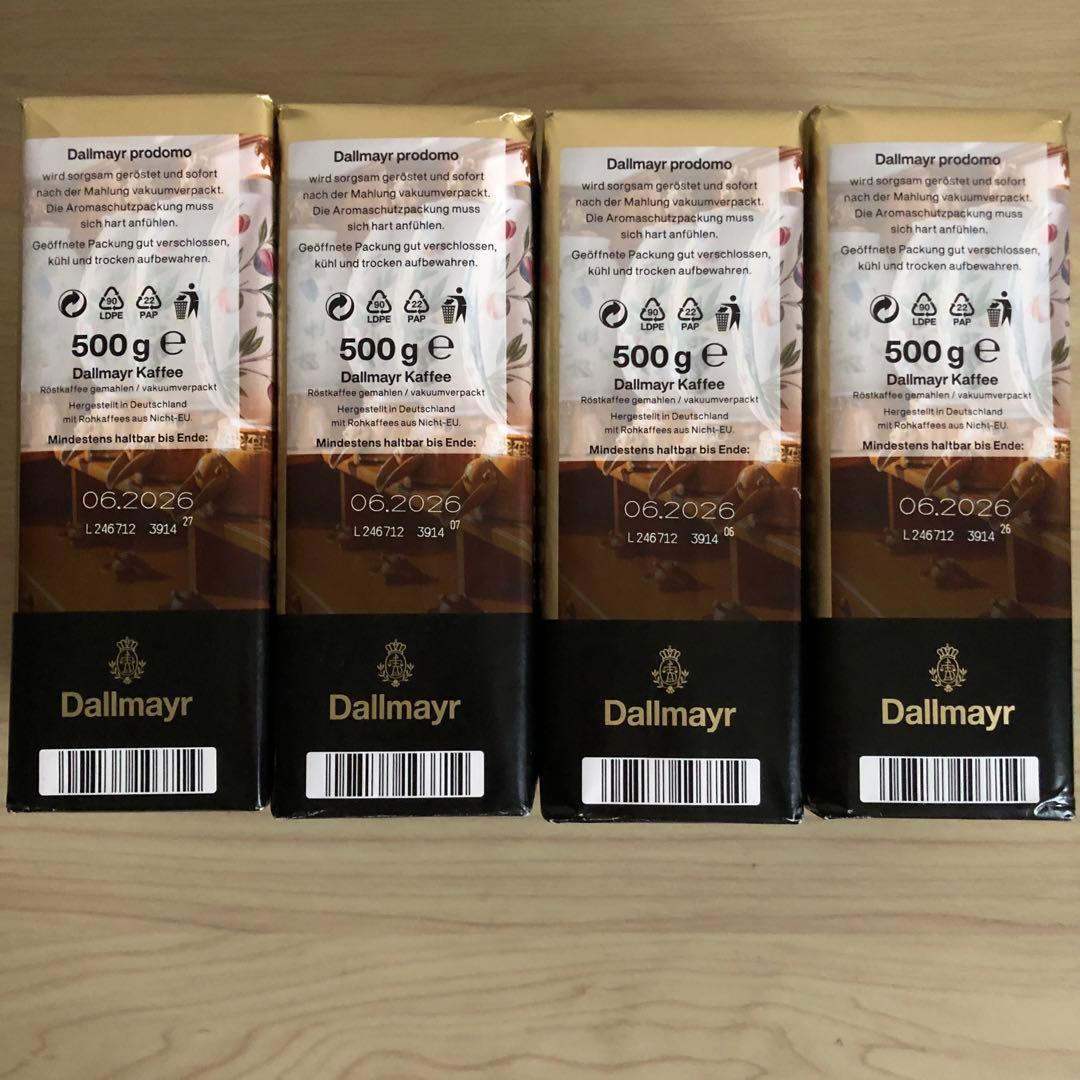 Dallmayr prodomo
wird sorgsam geröstet und sofort
nach der Mahlung vakuumverpackt.
Die Aromaschutzpackung muss
sich hart anfühlen.
Geöffnete Packung gut verschlossen,
kühl und trocken aufbewahren.
90
LDPE
22
PAP
500 g e
Dallmayr Kaffee
Röstkaffee gemahlen / vakuumverpackt
Hergestellt in Deutschland
mit Rohkaffees aus Nicht-EU.
Mindestens haltbar bis Ende:
06.2026
L 246712 3914 27
Dallmayr
Dallmayr prodomo
wird sorgsam geröstet und sofort
nach der Mahlung vakuumverpackt.
Die Aromaschutzpackung muss
sich hart anfühlen.
Geöffnete Packung gut verschlossen,
kühl und trocken aufbewahren.
90
LDPE
22
PAP
500 g e
Dallmayr Kaffee
Röstkaffee gemahlen / vakuumverpackt
Hergestellt in Deutschland
mit Rohkaffees aus Nicht-EU.
Mindestens haltbar bis Ende:
06.2026
L 246712 3914 07
Dallmayr
Dallmayr prodomo
wird sorgsam geröstet und sofort
nach der Mahlung vakuumverpackt.
Die Aromaschutzpackung muss
sich hart anfühlen.
Geöffnete Packung gut verschlossen,
kühl und trocken aufbewahren.
90
LDPE
22
PAP
500 g e
Dallmayr Kaffee
Röstkaffee gemahlen / vakuumverpackt
Hergestellt in Deutschland
mit Rohkaffees aus Nicht-EU.
Mindestens haltbar bis Ende:
06.2026
L 246712 3914 06
Dallmayr
Dallmayr prodomo
wird sorgsam geröstet und sofort
nach der Mahlung vakuumverpackt.
Die Aromaschutzpackung muss
sich hart anfühlen.
Geöffnete Packung gut verschlossen,
kühl und trocken aufbewahren.
90
LDPE
22
PAP
500 g e
Dallmayr Kaffee
Röstkaffee gemahlen / vakuumverpackt
Hergestellt in Deutschland
mit Rohkaffees aus Nicht-EU.
Mindestens haltbar bis Ende:
06.2026
L 246712 3914 26
Dallmayr